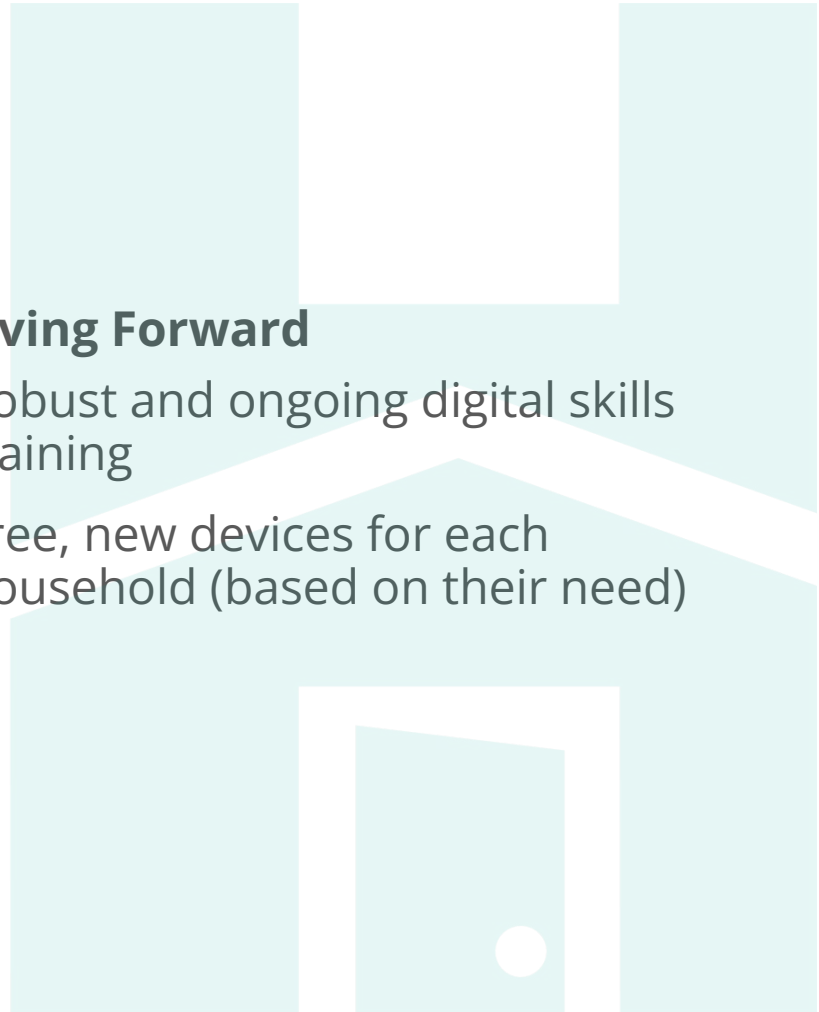 ving Forward
obust and ongoing digital skills
aining
ree, new devices for each
ousehold (based on their need)